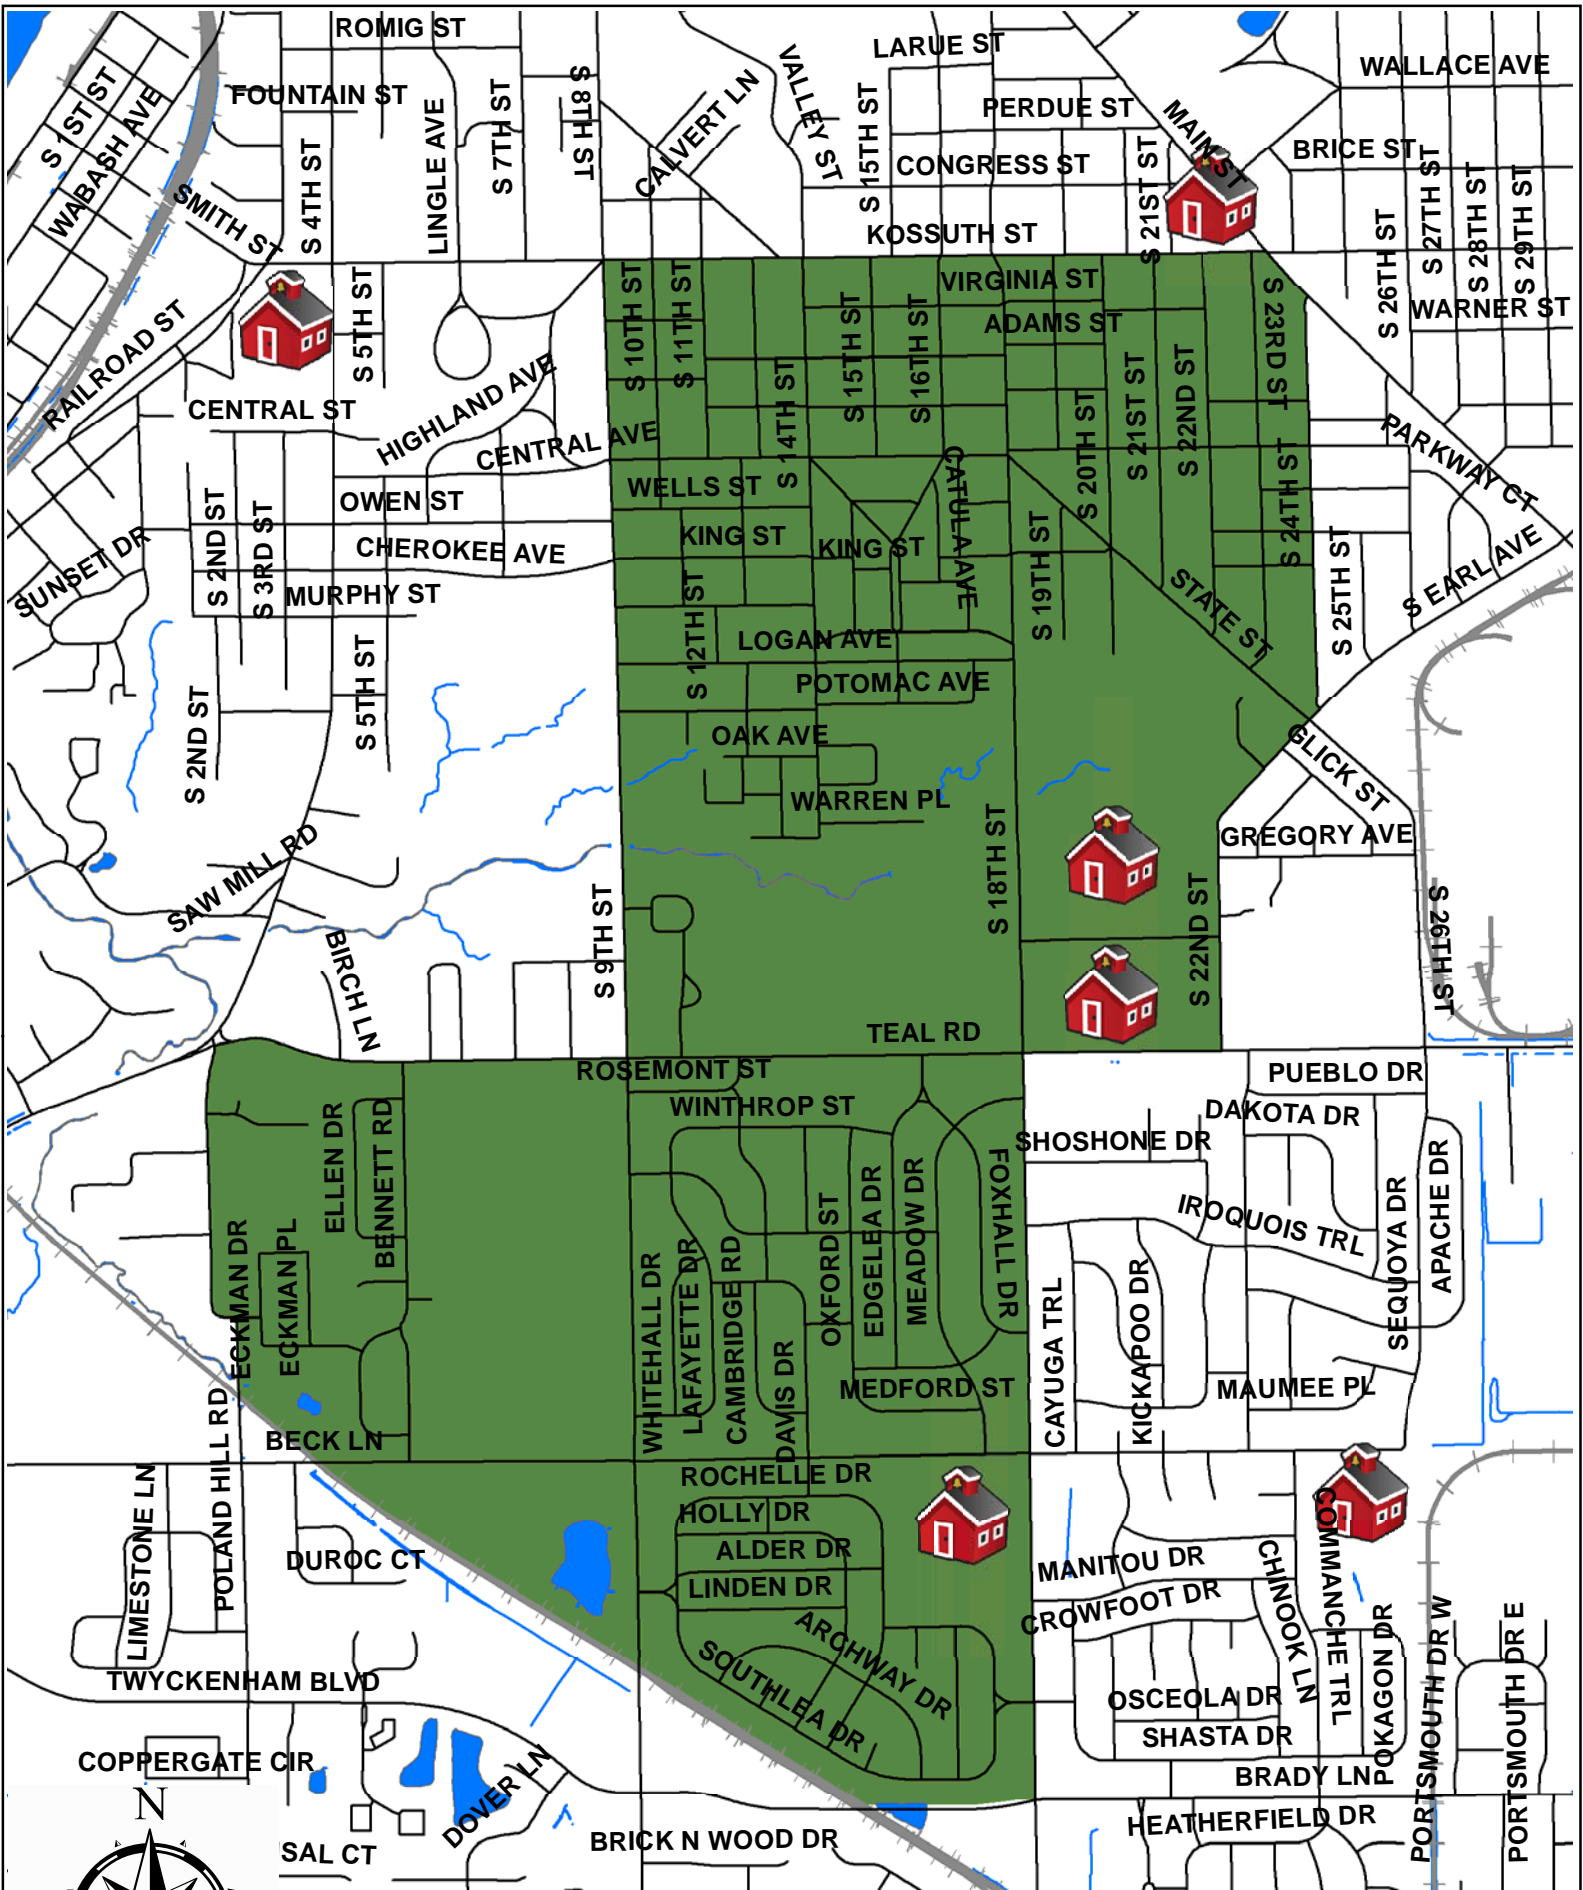 ROMIG ST
LARUE ST
WALLACE AVE
S 1ST ST
WABASH AVE
FOUNTAIN ST
LINGLE AVE
S 7TH ST
S 8TH ST
CALVERT LN
VALLEY ST
S 15TH ST
PERDUE ST
MAIN ST
BRICE ST
CONGRESS ST
S 21ST ST
S 27TH ST
S 28TH ST
S 29TH ST
S 26TH ST
SMITH ST
S 4TH ST
KOSSUTH ST
VIRGINIA ST
S 10TH ST
S 11TH ST
S 5TH ST
S 15TH ST
S 16TH ST
ADAMS ST
S 23RD ST
WARNER ST
RAILROAD ST
CENTRAL ST
HIGHLAND AVE
CENTRAL AVE
S 14TH ST
S 20TH ST
S 21ST ST
S 22ND ST
S 24TH ST
PARKWAY CT
WELLS ST
CATULA AVE
OWEN ST
S 2ND ST
S 3RD ST
KING ST
KING ST
CHEROKEE AVE
S 19TH ST
S 25TH ST
S EARL AVE
SUNSET DR
MURPHY ST
S 12TH ST
STATE ST
LOGAN AVE
POTOMAC AVE
S 5TH ST
S 2ND ST
OAK AVE
GLICK ST
WARREN PL
GREGORY AVE
SAW MILL RD
S 18TH ST
S 22ND ST
S 9TH ST
S 26TH ST
BIRCH LN
TEAL RD
ROSEMONT ST
PUEBLO DR
WINTHROP ST
DAKOTA DR
ELLEN DR
BENNETT RD
SHOSHONE DR
FOXHALL DR
APACHE DR
SEQUOYA DR
IROQUOIS TRL
OXFORD ST
EDGELEA DR
MEADOW DR
ECKMAN DR
ECKMAN PL
WHITEHALL DR
LAFAYETTE DR
CAMBRIDGE RD
DAVIS DR
CAYUGA TRL
KICKAPOO DR
MEDFORD ST
MAUMEE PL
BECK LN
POLAND HILL RD
LIMESTONE LN
ROCHELLE DR
HOLLY DR
ALDER DR
LINDEN DR
DUROC CT
MANITOU DR
CROWFOOT DR
CHINOOK LN
COMMANCHE TRL
POKAGON DR
PORTSMOUTH DR W
PORTSMOUTH DR E
ARCHWAY DR
SOUTHLEA DR
TWYCKENHAM BLVD
OSCEOLA DR
SHASTA DR
COPPERGATE CIR
BRADY LN
DOVER LN
HEATHERFIELD DR
BRICK N WOOD DR
N
SAL CT